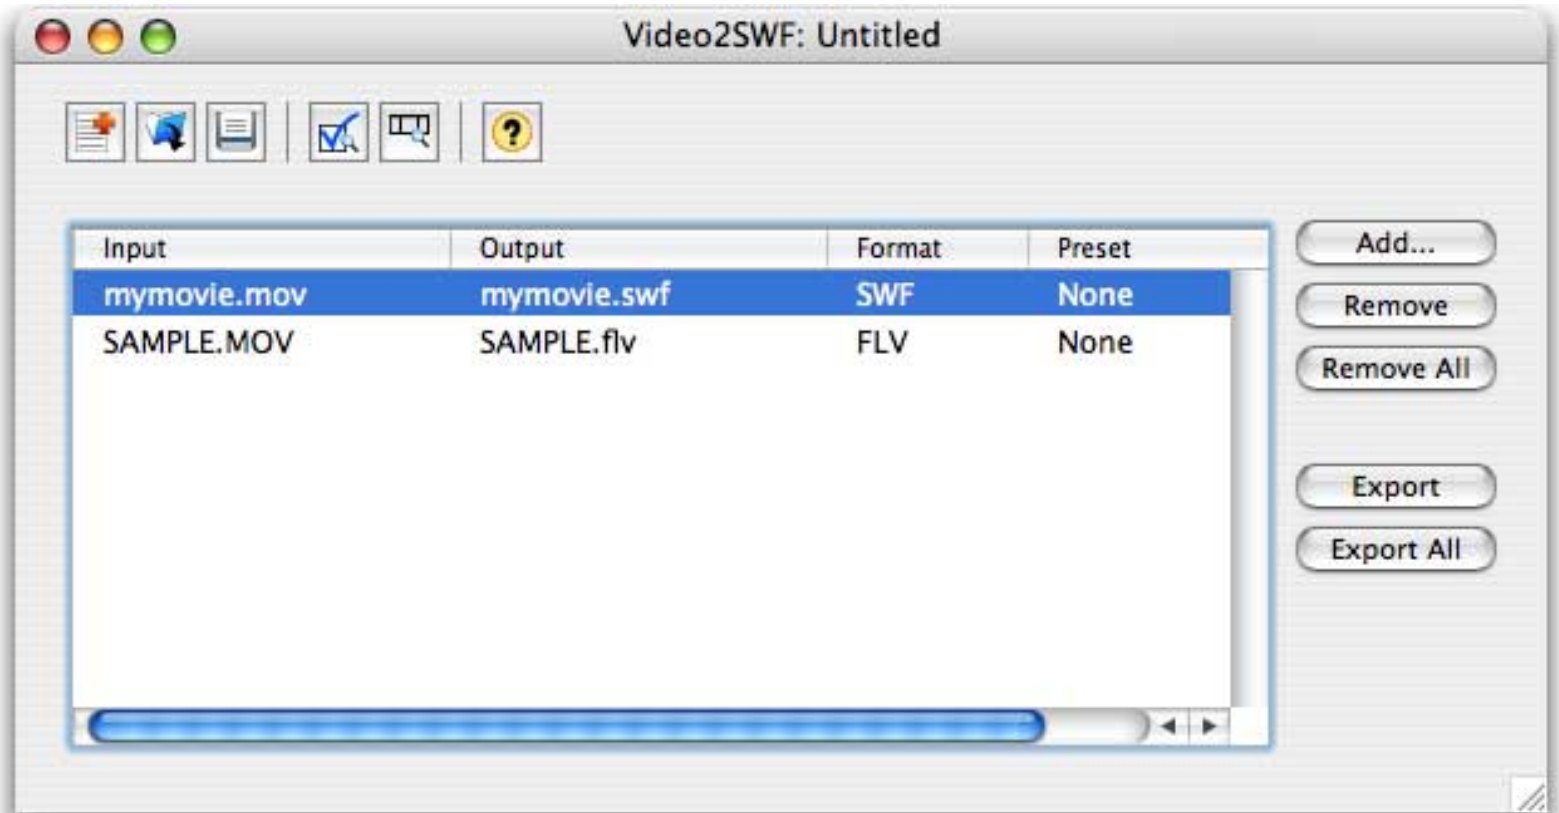 Video2SWF: Untitled
?
Input Output Format Preset
mymovie.mov mymovie.swf SWF None
SAMPLE.MOV SAMPLE.flv FLV None
Add...
Remove
Remove All
Export
Export All